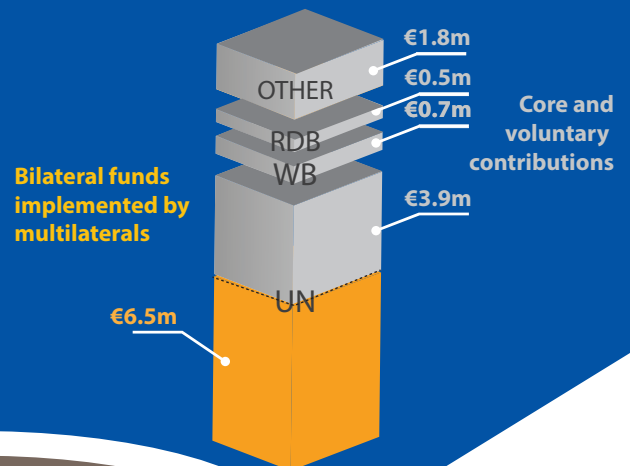 €1.8m
OTHER
€0.5m
€0.7m
Core and
voluntary
contributions
RDB
WB
Bilateral funds
implemented by
multilaterals
€3.9m
UN
€6.5m